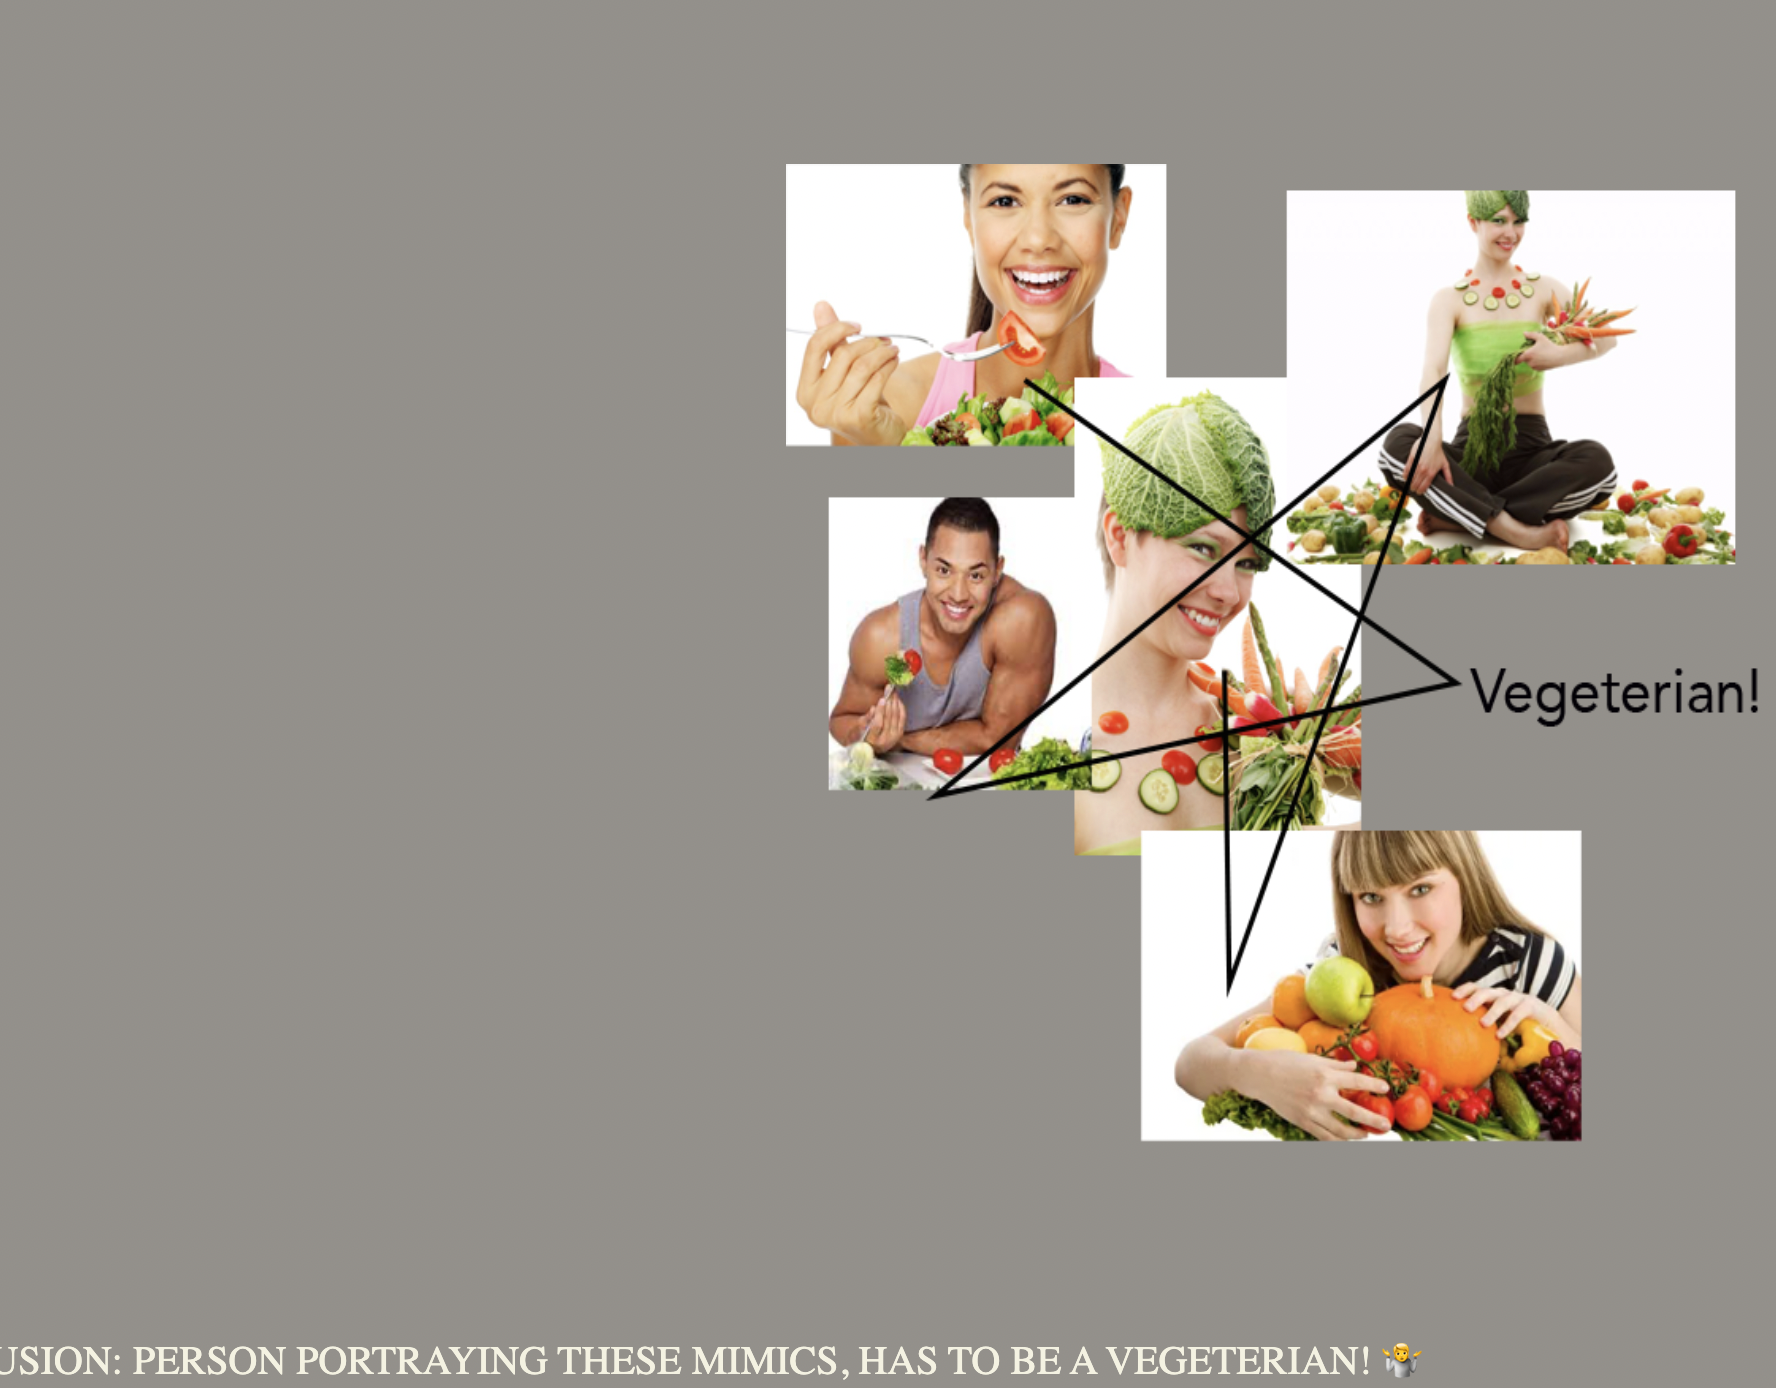 Vegeterian!
USION: PERSON PORTRAYING THESE MIMICS, HAS TO BE A VEGETERIAN! 🤷‍♂️